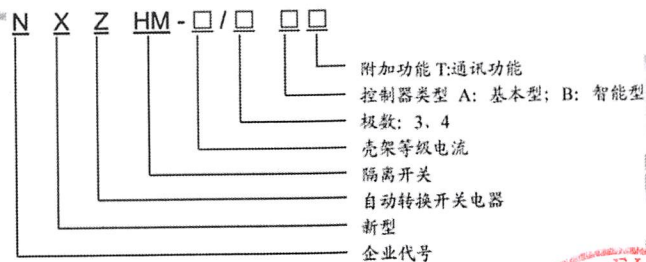 N X Z HM-□/□ □□
附加功能 T:通讯功能
控制器类型 A: 基本型; B: 智能型
极数: 3、4
壳架等级电流
隔离开关
自动转换开关电器
新型
企业代号